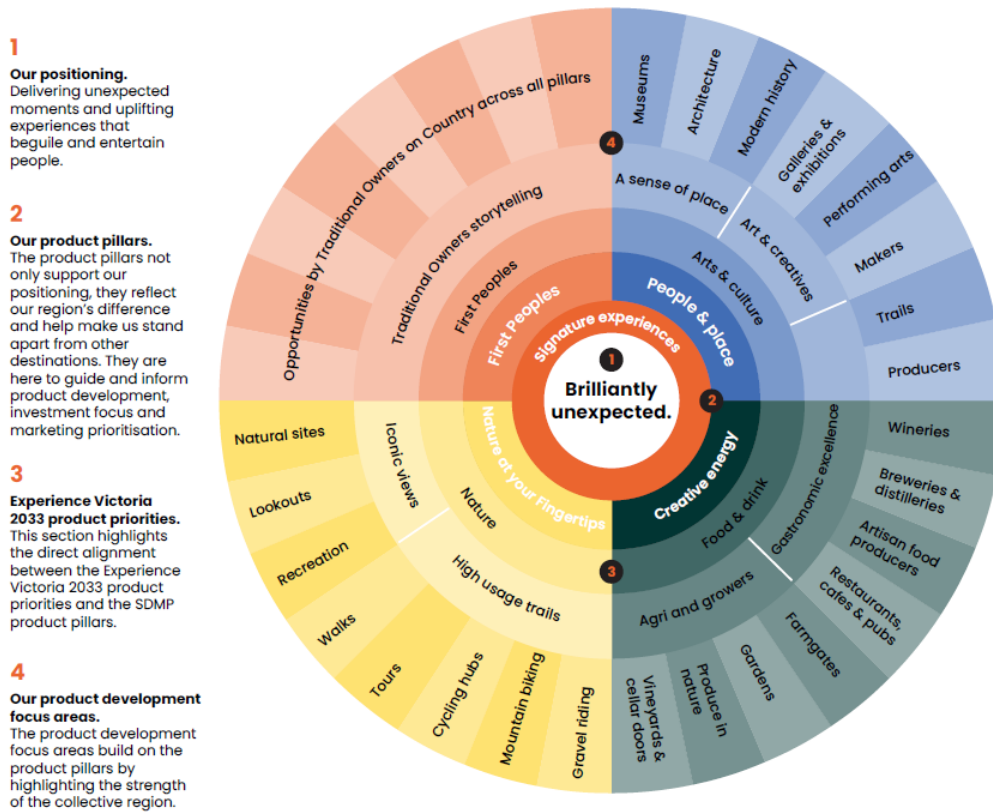 1
Our positioning.
Delivering unexpected
moments and uplifting
experiences that
beguile and entertain
people.
2
Our product pillars.
The product pillars not
only support our
positioning, they reflect
our region's difference
and help make us stand
apart from other
destinations. They are
here to guide and inform
product development,
investment focus and
marketing prioritisation.
3
Experience Victoria
2033 product priorities.
This section highlights
the direct alignment
between the Experience
Victoria 2033 product
priorities and the SDMP
product pillars.
4
Our product development
focus areas.
The product development
focus areas build on the
product pillars by
highlighting the strength
of the collective region.
1
Brilliantly
unexpected.
Signature experiences
2
First Peoples
People & place
Creative energy
Nature at your Fingertips
3
First Peoples
Arts & culture
Food & drink
Nature
4
Traditional Owners storytelling
A sense of place
Art & creatives
Gastronomic excellence
Agri and growers
High usage trails
Iconic views
Opportunities by Traditional Owners on Country across all pillars
Museums
Architecture
Modern history
Galleries &
exhibitions
Performing arts
Makers
Trails
Producers
Wineries
Breweries &
distilleries
Artisan food
producers
Restaurants,
cafes & pubs
Farmgates
Gardens
Produce in
nature
Vineyards &
cellar doors
Gravel riding
Mountain biking
Cycling hubs
Tours
Walks
Recreation
Lookouts
Natural sites